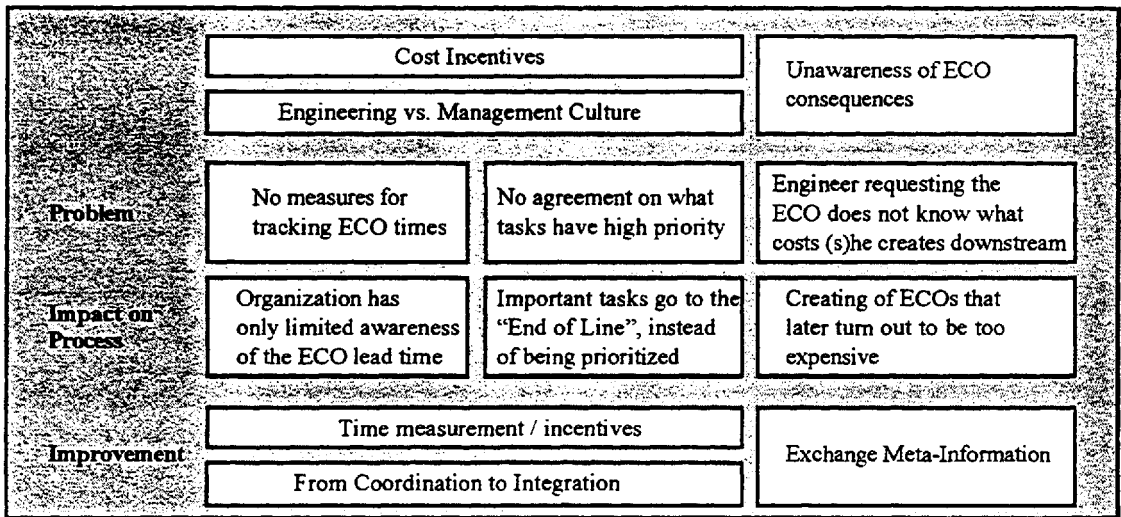 Cost Incentives
Engineering vs. Management Culture
Unawareness of ECO
consequences
Problem
No measures for
tracking ECO times
No agreement on what
tasks have high priority
Engineer requesting the
ECO does not know what
costs (s)he creates downstream
Impact on
Process
Organization has
only limited awareness
of the ECO lead time
Important tasks go to the
“End of Line”, instead
of being prioritized
Creating of ECOs that
later turn out to be too
expensive
Improvement
Time measurement / incentives
From Coordination to Integration
Exchange Meta-Information